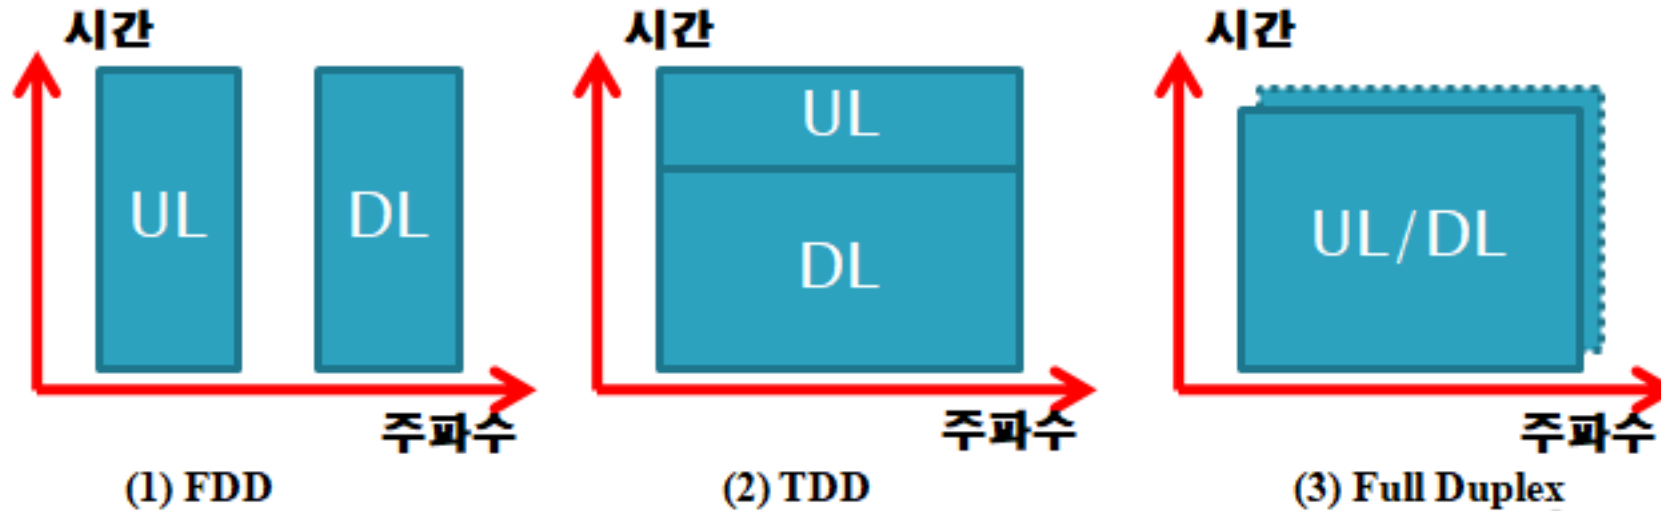 시간
UL
DL
주파수
(1) FDD
시간
UL
DL
주파수
(2) TDD
시간
UL/DL
주파수
(3) Full Duplex